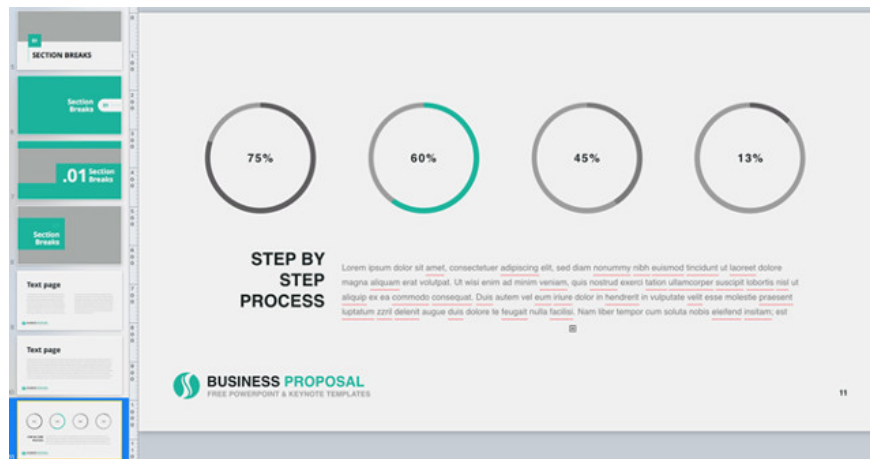 SECTION BREAKS
Section
Breaks
.01 Section
Breaks
Section
Breaks
Text page
Text page
75%
60%
45%
13%
STEP BY
STEP
PROCESS
Lorem ipsum dolor sit amet, consectetuer adipiscing elit, sed diam nonummy nibh euismod tincidunt ut laoreet dolore
magna aliquam erat volutpat. Ut wisi enim ad minim veniam, quis nostrud exerci tation ullamcorper suscipit lobortis nisl ut
aliquip ex ea commodo consequat. Duis autem vel eum iriure dolor in hendrerit in vulputate velit esse molestie praesent
luptatum zzril delenit augue duis dolore te feugait nulla facilisi. Nam liber tempor cum soluta nobis eleifend insitam; est
BUSINESS PROPOSAL
FREE POWERPOINT & KEYNOTE TEMPLATES
11